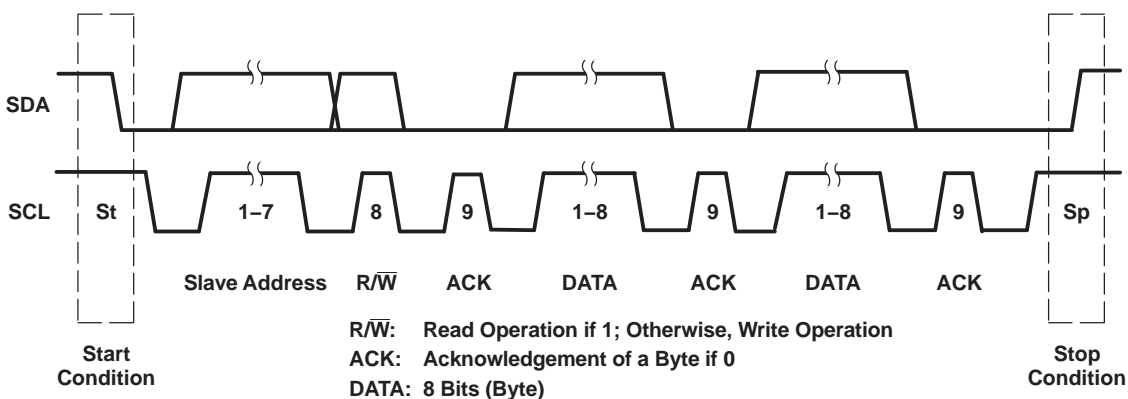 SDA
SCL St 1–7 8 9 1–8 9 1–8 9 Sp
Slave Address R/W̅ ACK DATA ACK DATA ACK
R/W̅: Read Operation if 1; Otherwise, Write Operation
ACK: Acknowledgement of a Byte if 0
DATA: 8 Bits (Byte)
Start
Condition
Stop
Condition